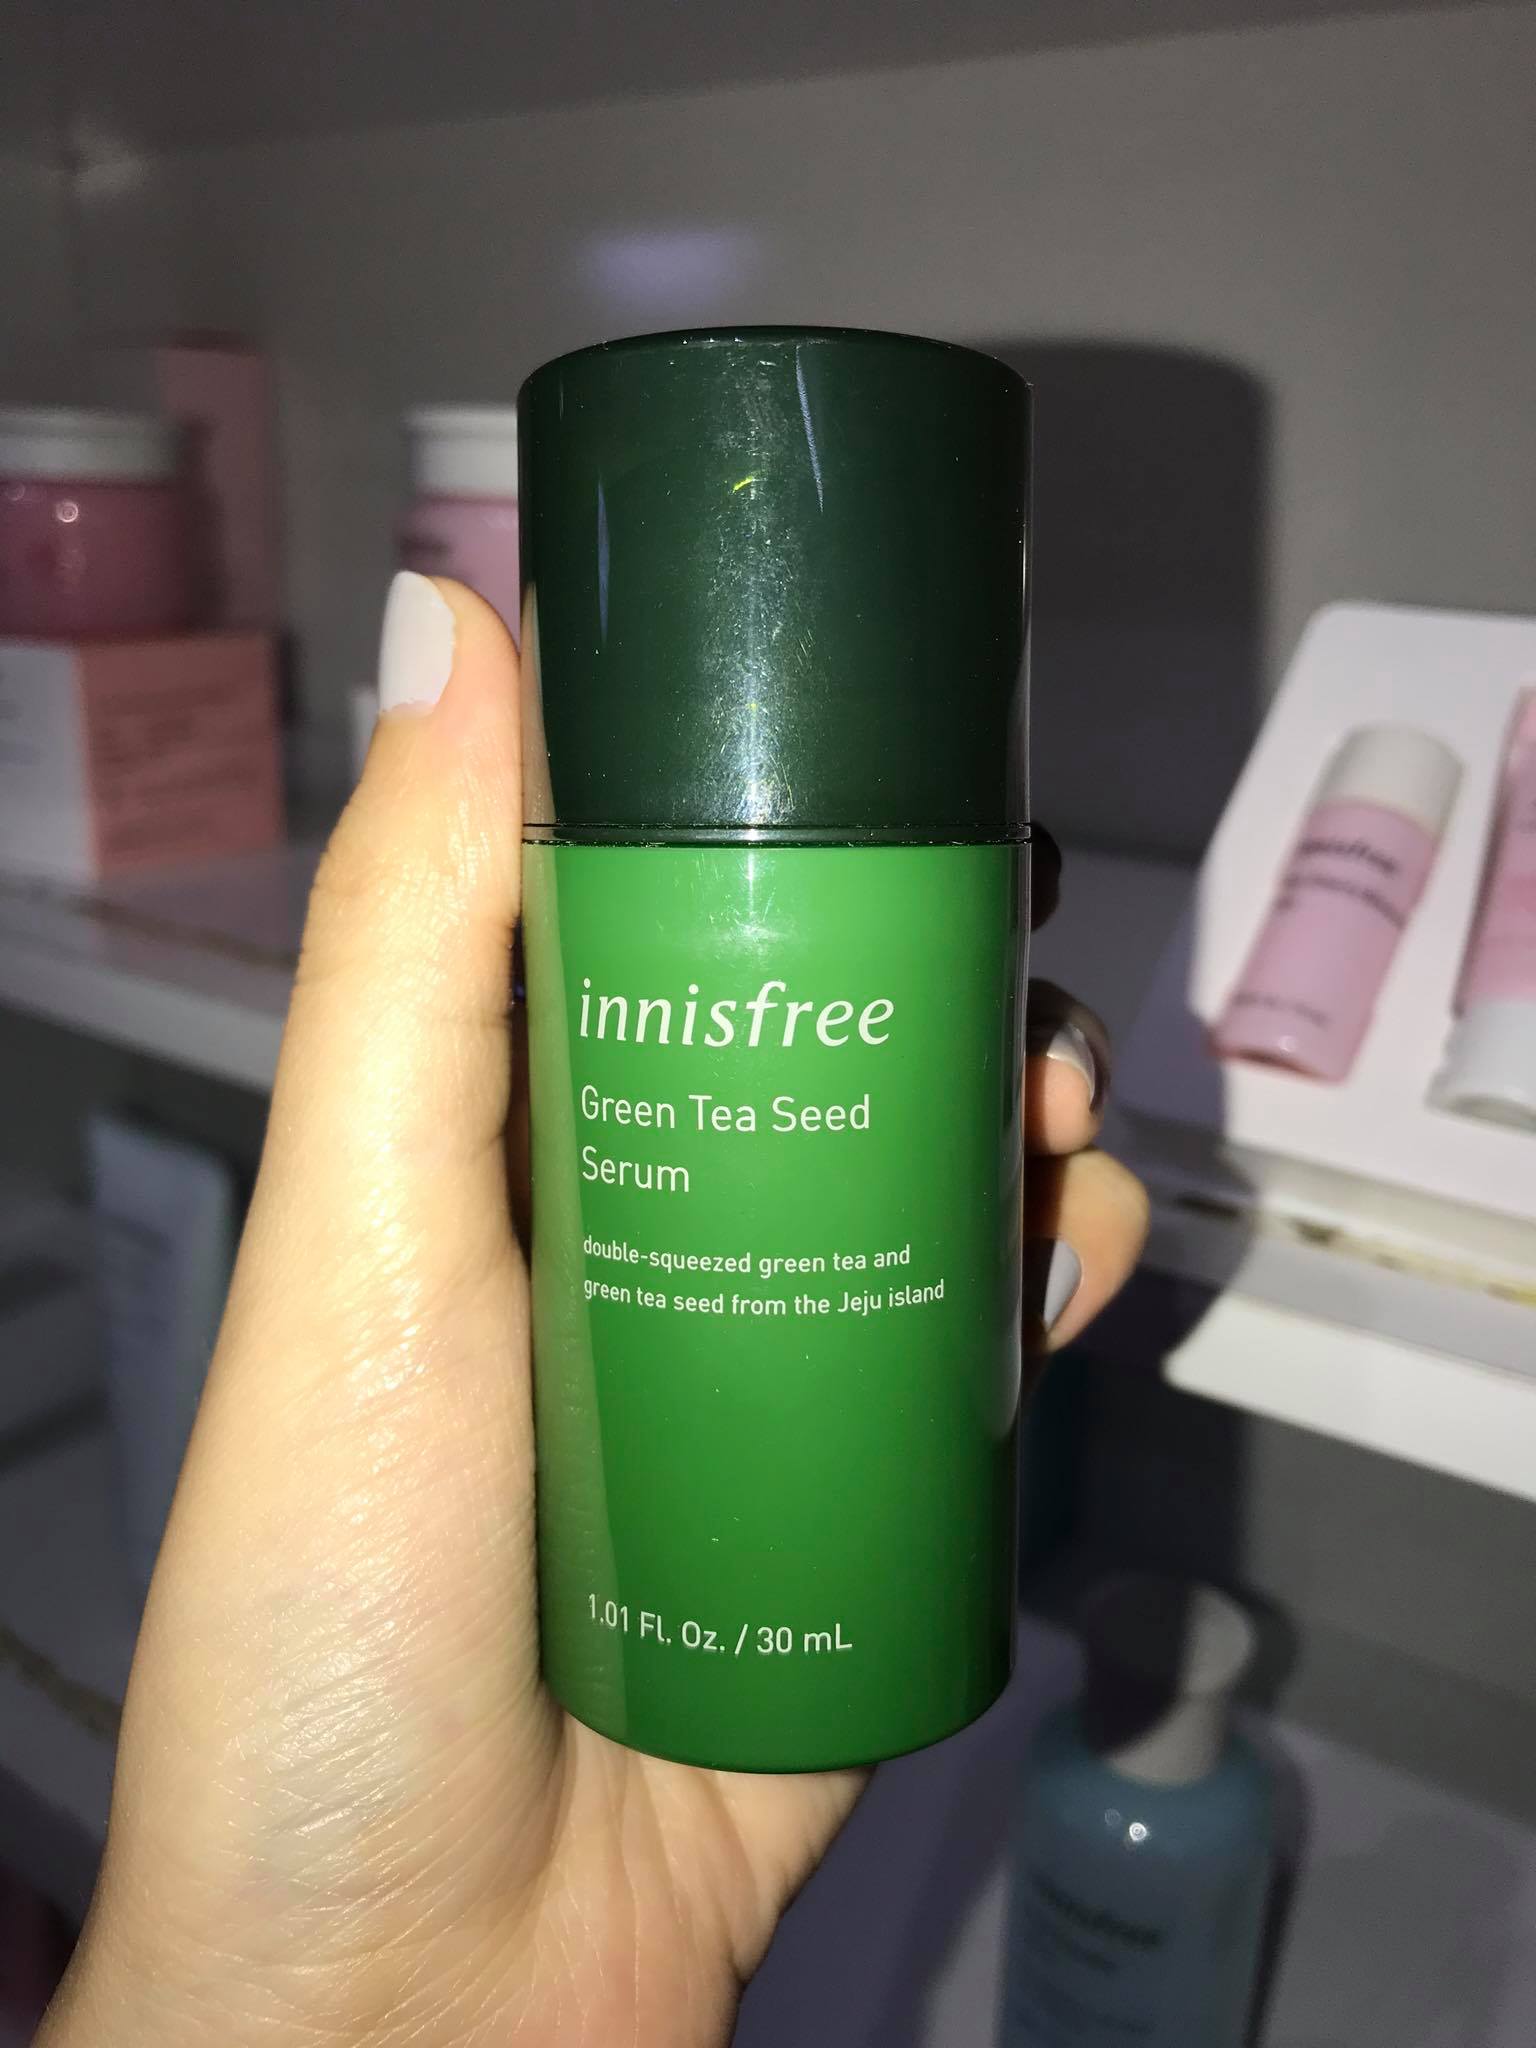 innisfree
Green Tea Seed
Serum
double-squeezed green tea and
green tea seed from the Jeju island
1.01 Fl. Oz. / 30 mL